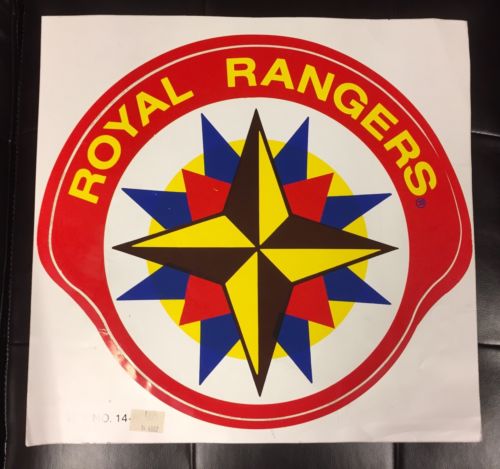 ROYAL RANGERS
®
NO. 14-